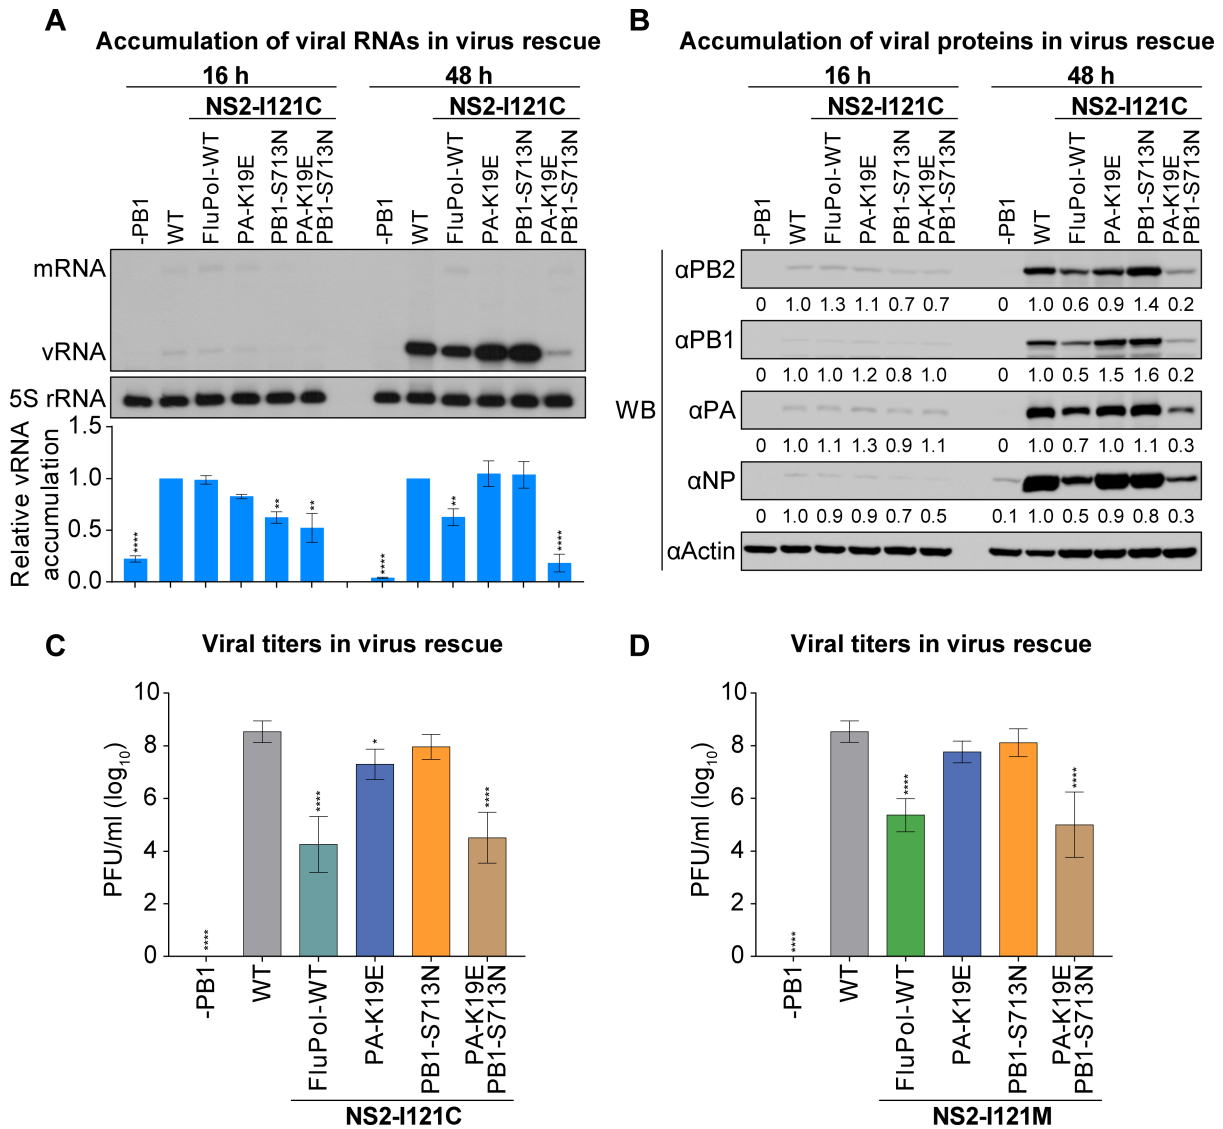 A
Accumulation of viral RNAs in virus rescue
16 h
48 h
NS2-I121C
NS2-I121C
-PB1
WT
FluPol-WT
PA-K19E
PB1-S713N
PA-K19E
PB1-S713N
-PB1
WT
FluPol-WT
PA-K19E
PB1-S713N
PA-K19E
PB1-S713N
mRNA
vRNA
5S rRNA
Relative vRNA
accumulation
1.5
1.0
0.5
0.0
****
**
**
****
**
****
B
Accumulation of viral proteins in virus rescue
16 h
48 h
NS2-I121C
NS2-I121C
-PB1
WT
FluPol-WT
PA-K19E
PB1-S713N
PA-K19E
PB1-S713N
-PB1
WT
FluPol-WT
PA-K19E
PB1-S713N
PA-K19E
PB1-S713N
WB
αPB2
0 1.0 1.3 1.1 0.7 0.7 0 1.0 0.6 0.9 1.4 0.2
αPB1
0 1.0 1.0 1.2 0.8 1.0 0 1.0 0.5 1.5 1.6 0.2
αPA
0 1.0 1.1 1.3 0.9 1.1 0 1.0 0.7 1.0 1.1 0.3
αNP
0 1.0 0.9 0.9 0.7 0.5 0.1 1.0 0.5 0.9 0.8 0.3
αActin
C
Viral titers in virus rescue
PFU/ml (log10)
10
8
6
4
2
0
****
****
*
****
-PB1
WT
FluPol-WT
PA-K19E
PB1-S713N
PA-K19E
PB1-S713N
NS2-I121C
D
Viral titers in virus rescue
PFU/ml (log10)
10
8
6
4
2
0
****
****
****
-PB1
WT
FluPol-WT
PA-K19E
PB1-S713N
PA-K19E
PB1-S713N
NS2-I121M